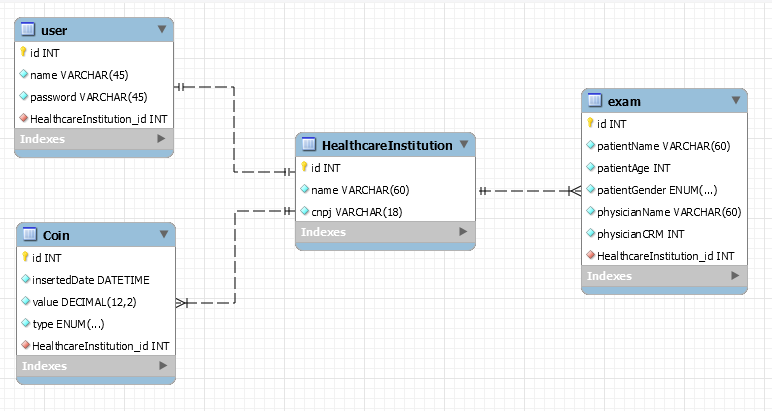 user
id INT
name VARCHAR(45)
password VARCHAR(45)
HealthcareInstitution_id INT
Indexes
Coin
id INT
insertedDate DATETIME
value DECIMAL(12,2)
type ENUM(...)
HealthcareInstitution_id INT
Indexes
HealthcareInstitution
id INT
name VARCHAR(60)
cnpj VARCHAR(18)
Indexes
exam
id INT
patientName VARCHAR(60)
patientAge INT
patientGender ENUM(...)
physicianName VARCHAR(60)
physicianCRM INT
HealthcareInstitution_id INT
Indexes